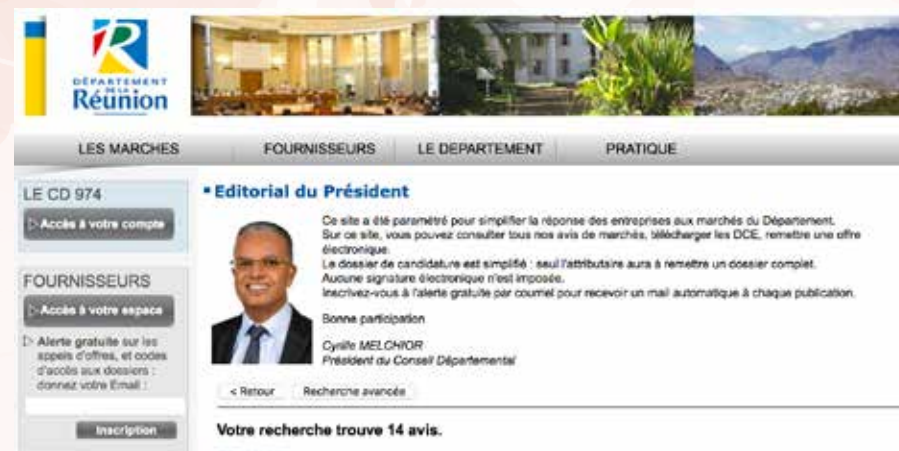 DÉPARTEMENT
DE LA
Réunion
LES MARCHES
FOURNISSEURS
LE DEPARTEMENT
PRATIQUE
LE CD 974
Accès à votre compte
FOURNISSEURS
Accès à votre espace
Alerte gratuite sur les
appels d'offres, et codes
d'accès aux dossiers :
donnez votre Email :
Inscription
Editorial du Président
Ce site a été paramétré pour simplifier la réponse des entreprises aux marchés du Département.
Sur ce site, vous pouvez consulter tous nos avis de marchés, télécharger les DCE, remettre une offre
électronique.
Le dossier de candidature est simplifié : seul l'attributaire aura à remettre un dossier complet.
Aucune signature électronique n'est imposée.
Inscrivez-vous à l'alerte gratuite par courriel pour recevoir un mail automatique à chaque publication.
Bonne participation
Cyrille MELCHIOR
Président du Conseil Départemental
< Retour
Recherche avancée
Votre recherche trouve 14 avis.